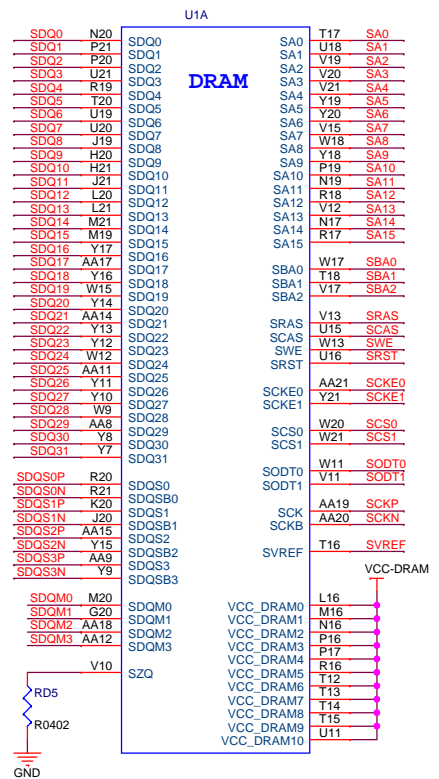 U1A
DRAM
SDQ0 N20 SDQ0
SDQ1 P21 SDQ1
SDQ2 P20 SDQ2
SDQ3 U21 SDQ3
SDQ4 R19 SDQ4
SDQ5 T20 SDQ5
SDQ6 U19 SDQ6
SDQ7 U20 SDQ7
SDQ8 J19 SDQ8
SDQ9 H20 SDQ9
SDQ10 H21 SDQ10
SDQ11 J21 SDQ11
SDQ12 L20 SDQ12
SDQ13 L21 SDQ13
SDQ14 M21 SDQ14
SDQ15 M19 SDQ15
SDQ16 Y17 SDQ16
SDQ17 AA17 SDQ17
SDQ18 Y16 SDQ18
SDQ19 W15 SDQ19
SDQ20 Y14 SDQ20
SDQ21 AA14 SDQ21
SDQ22 Y13 SDQ22
SDQ23 Y12 SDQ23
SDQ24 W12 SDQ24
SDQ25 AA11 SDQ25
SDQ26 Y11 SDQ26
SDQ27 Y10 SDQ27
SDQ28 W9 SDQ28
SDQ29 AA8 SDQ29
SDQ30 Y8 SDQ30
SDQ31 Y7 SDQ31
SDQS0P R20 SDQS0
SDQS0N R21 SDQSB0
SDQS1P K20 SDQS1
SDQS1N J20 SDQSB1
SDQS2P AA15 SDQS2
SDQS2N Y15 SDQSB2
SDQS3P AA9 SDQS3
SDQS3N Y9 SDQSB3
SDQM0 M20 SDQM0
SDQM1 G20 SDQM1
SDQM2 AA18 SDQM2
SDQM3 AA12 SDQM3
V10 SZQ
RD5
R0402
GND
SA0 T17 SA0
SA1 U18 SA1
SA2 V19 SA2
SA3 V20 SA3
SA4 V21 SA4
SA5 Y19 SA5
SA6 Y20 SA6
SA7 V15 SA7
SA8 W18 SA8
SA9 Y18 SA9
SA10 P19 SA10
SA11 N19 SA11
SA12 R18 SA12
SA13 V12 SA13
SA14 N17 SA14
SA15 R17 SA15
SBA0 W17 SBA0
SBA1 T18 SBA1
SBA2 V17 SBA2
SRAS V13 SRAS
SCAS U15 SCAS
SWE W13 SWE
SRST U16 SRST
SCKE0 AA21 SCKE0
SCKE1 Y21 SCKE1
SCS0 W20 SCS0
SCS1 W21 SCS1
SODT0 W11 SODT0
SODT1 V11 SODT1
SCK AA19 SCKP
SCKB AA20 SCKN
SVREF T16 SVREF
VCC-DRAM
VCC_DRAM0 L16
VCC_DRAM1 M16
VCC_DRAM2 N16
VCC_DRAM3 P16
VCC_DRAM4 P17
VCC_DRAM5 R16
VCC_DRAM6 T12
VCC_DRAM7 T13
VCC_DRAM8 T14
VCC_DRAM9 T15
VCC_DRAM10 U11